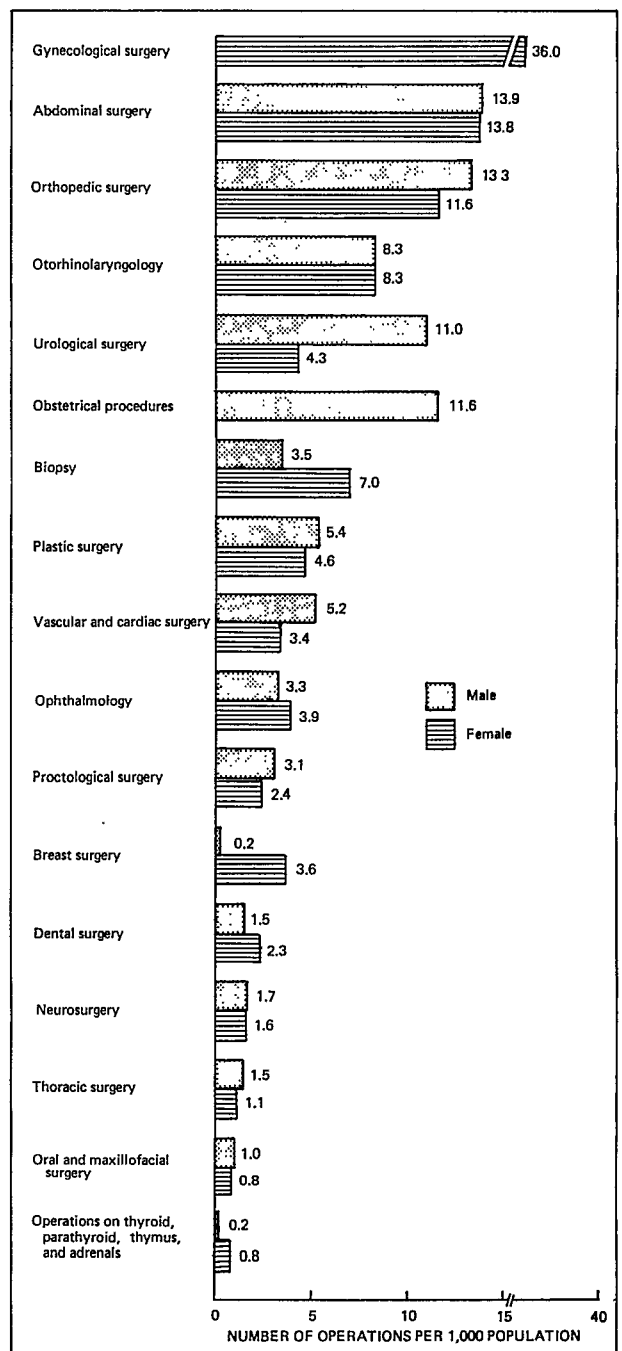 Gynecological surgery
36.0
Abdominal surgery
13.9
13.8
Orthopedic surgery
13 3
11.6
Otorhinolaryngology
8.3
8.3
Urological surgery
11.0
4.3
Obstetrical procedures
11.6
Biopsy
3.5
7.0
Plastic surgery
5.4
4.6
Vascular and cardiac surgery
5.2
3.4
Ophthalmology
3.3
3.9
Male
Female
Proctological surgery
3.1
2.4
Breast surgery
0.2
3.6
Dental surgery
1.5
2.3
Neurosurgery
1.7
1.6
Thoracic surgery
1.5
1.1
Oral and maxillofacial
surgery
1.0
0.8
Operations on thyroid,
parathyroid, thymus,
and adrenals
0.2
0.8
0 5 10 15 40
NUMBER OF OPERATIONS PER 1,000 POPULATION